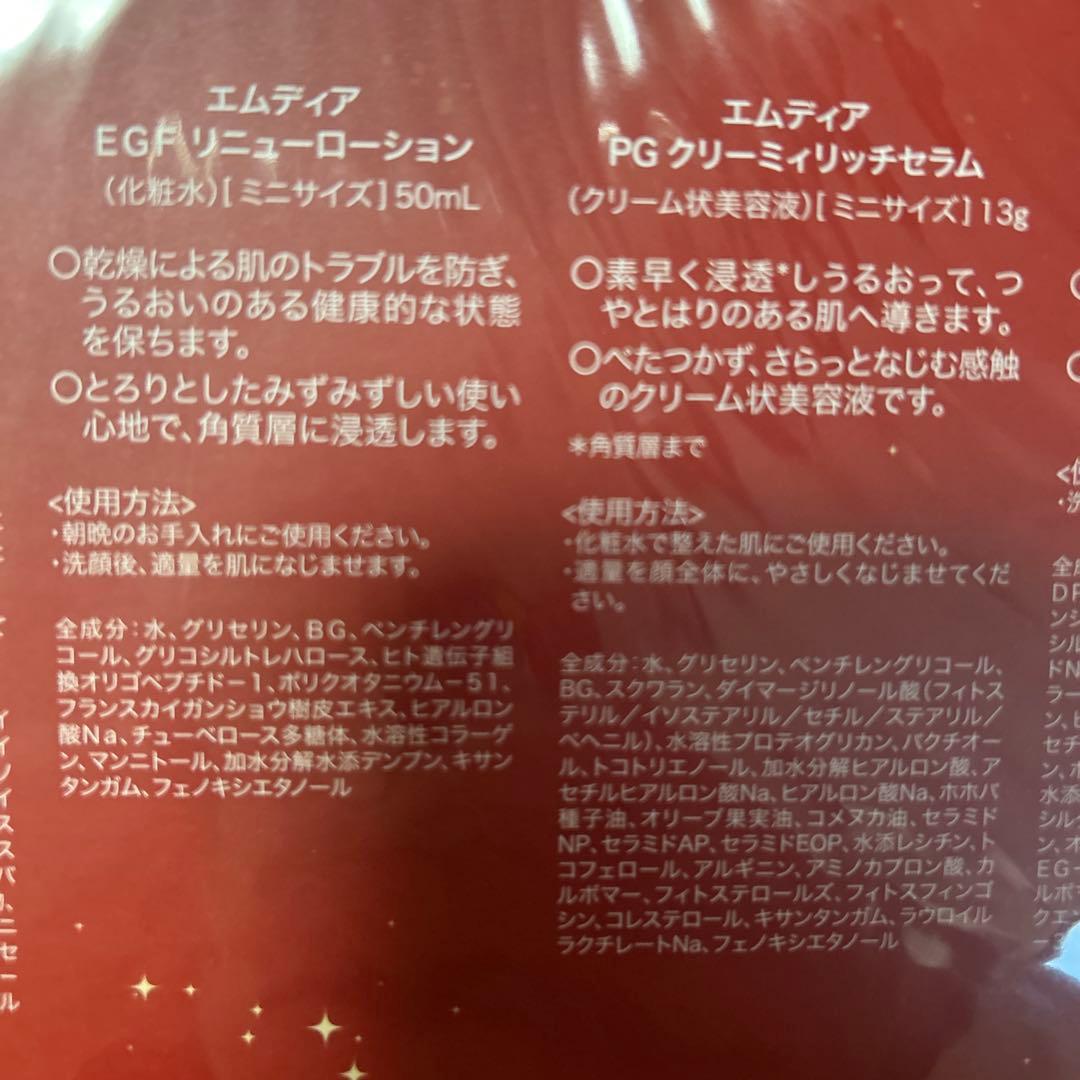 エムディア
EGF リニューローション
(化粧水)[ミニサイズ]50mL
○乾燥による肌のトラブルを防ぎ、
うるおいのある健康的な状態
を保ちます。
○とろりとしたみずみずしい使い
心地で、角質層に浸透します。
<使用方法>
・朝晩のお手入れにご使用ください。
・洗顔後、適量を肌になじませます。
全成分:水、グリセリン、BG、ペンチレングリ
コール、グリコシルトレハロース、ヒト遺伝子組
換オリゴペプチド-1、ポリクオタニウム-51、
フランスカイガンショウ樹皮エキス、ヒアルロン
酸Na、チューベロース多糖体、水溶性コラーゲ
ン、マンニトール、加水分解水添デンプン、キサン
タンガム、フェノキシエタノール
エムディア
PG クリーミィリッチセラム
(クリーム状美容液)[ミニサイズ]13g
○素早く浸透*しうるおって、つ
やとはりのある肌へ導きます。
○べたつかず、さらっとなじむ感触
のクリーム状美容液です。
*角質層まで
<使用方法>
・化粧水で整えた肌にご使用ください。
・適量を顔全体に、やさしくなじませてくだ
さい。
全成分:水、グリセリン、ペンチレングリコール、
BG、スクワラン、ダイマージリノール酸(フィトス
テリル/イソステアリル/セチル/ステアリル/
ベヘニル)、水溶性プロテオグリカン、バクチオー
ル、トコトリエノール、加水分解ヒアルロン酸、ア
セチルヒアルロン酸Na、ヒアルロン酸Na、ホホバ
種子油、オリーブ果実油、コメヌカ油、セラミド
NP、セラミドAP、セラミドEOP、水添レシチン、ト
コフェロール、アルギニン、アミノカプロン酸、カ
ルボマー、フィトステロールズ、フィトスフィンゴ
シン、コレステロール、キサンタンガム、ラウロイル
ラクチレートNa、フェノキシエタノール